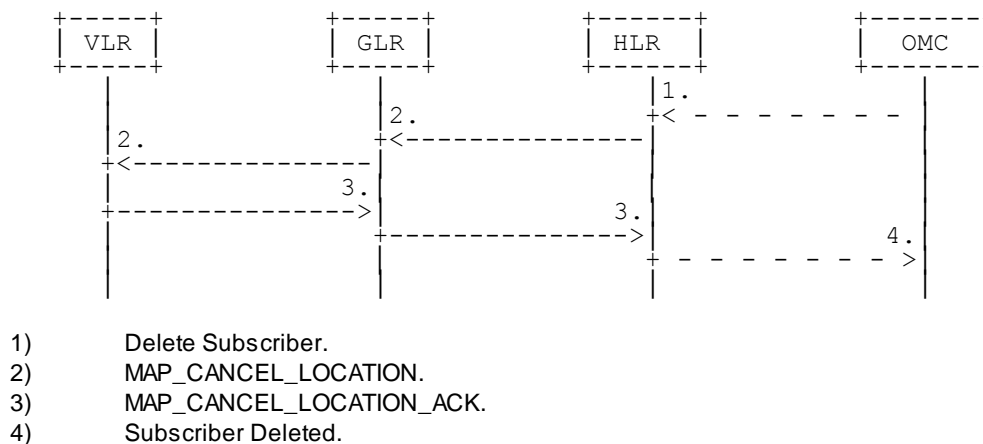 VLR GLR HLR OMC
1.
2.
2.
3.
3.
4.
1) Delete Subscriber.
2) MAP_CANCEL_LOCATION.
3) MAP_CANCEL_LOCATION_ACK.
4) Subscriber Deleted.